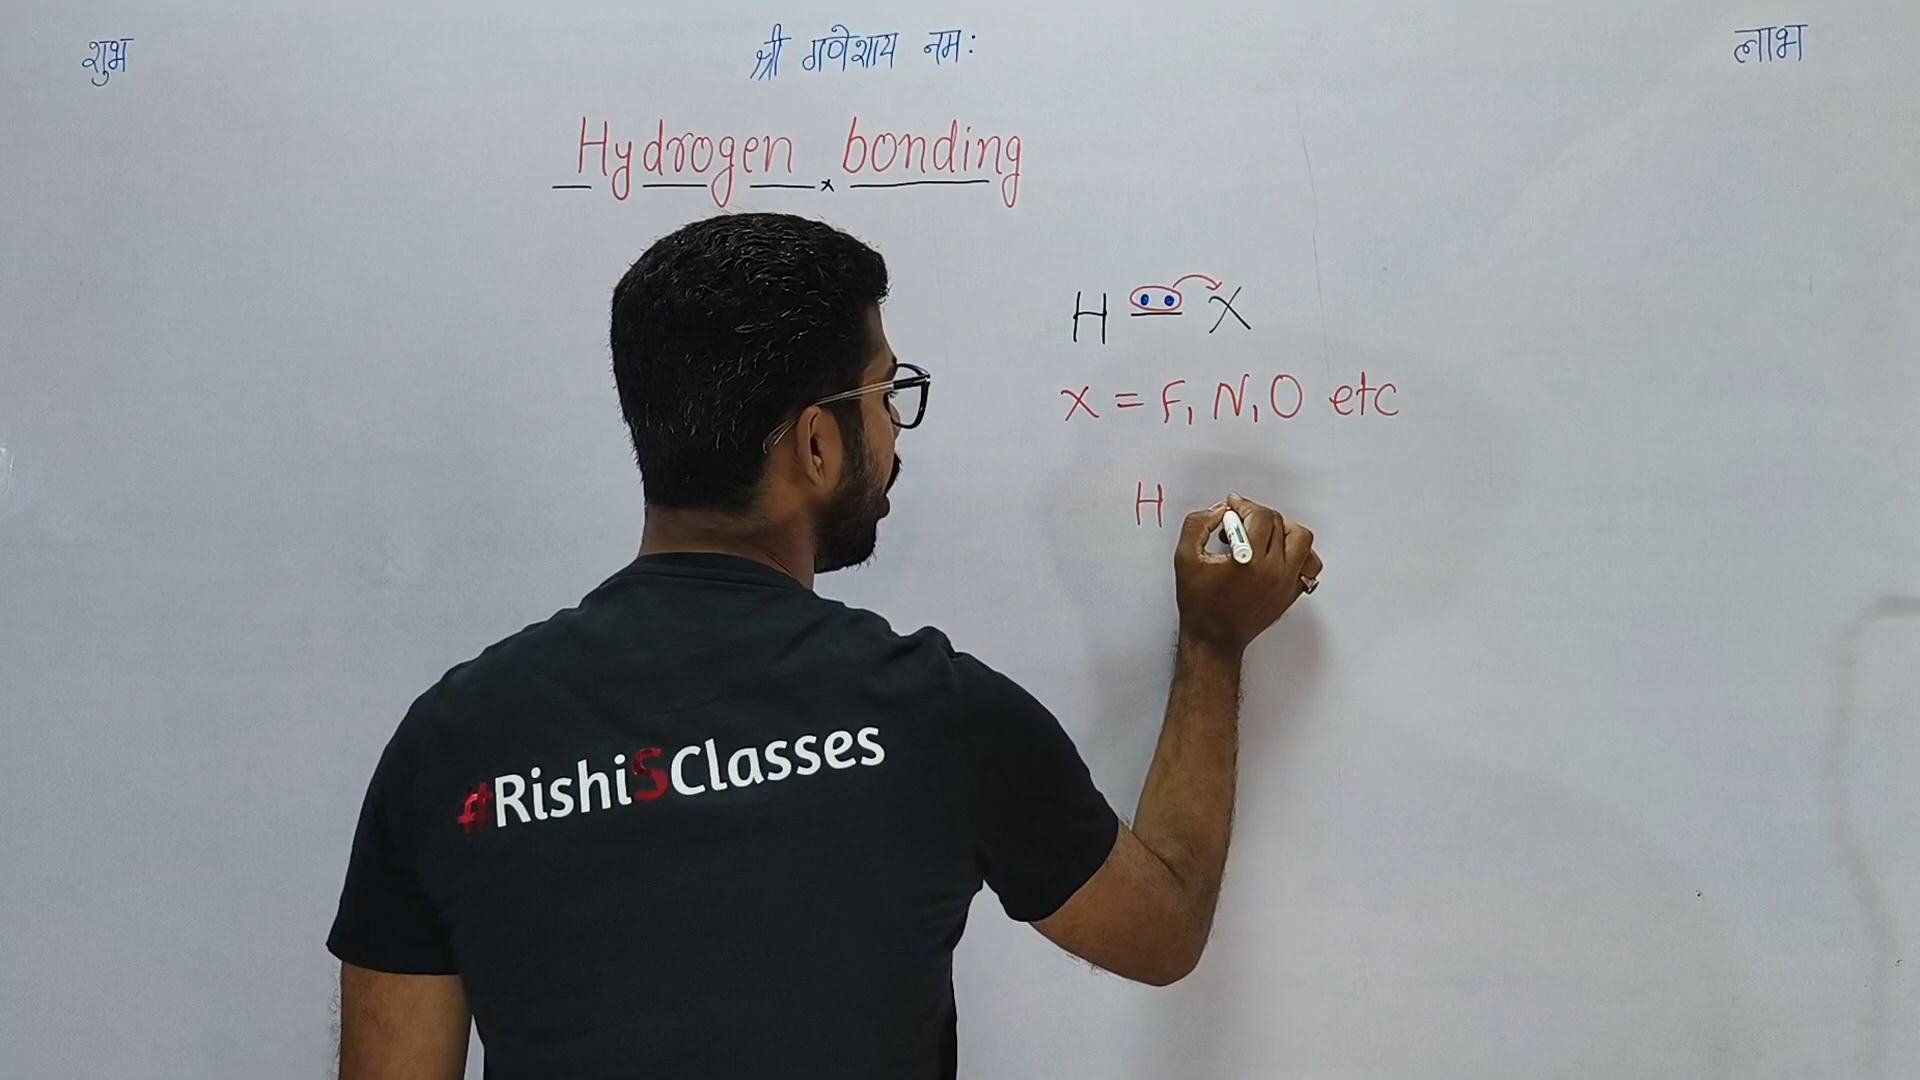 शुभ श्री गणेशाय नमः लाभ
Hydrogen bonding
H •• X
X = F, N, O etc
H
#RishiSClasses